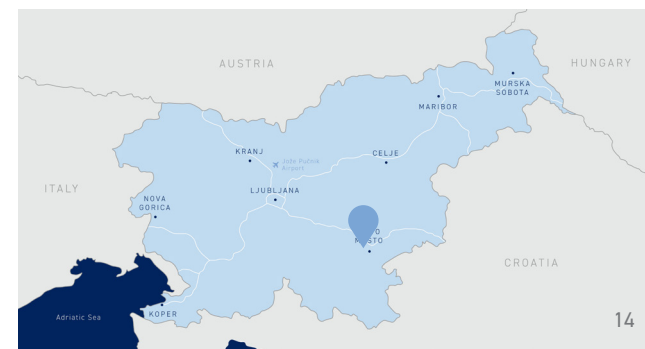 AUSTRIA
HUNGARY
MURSKA
SOBOTA
MARIBOR
KRANJ
Jože Pučnik
Airport
CELJE
ITALY
LJUBLJANA
NOVA
GORICA
CROATIA
Adriatic Sea
KOPER
14